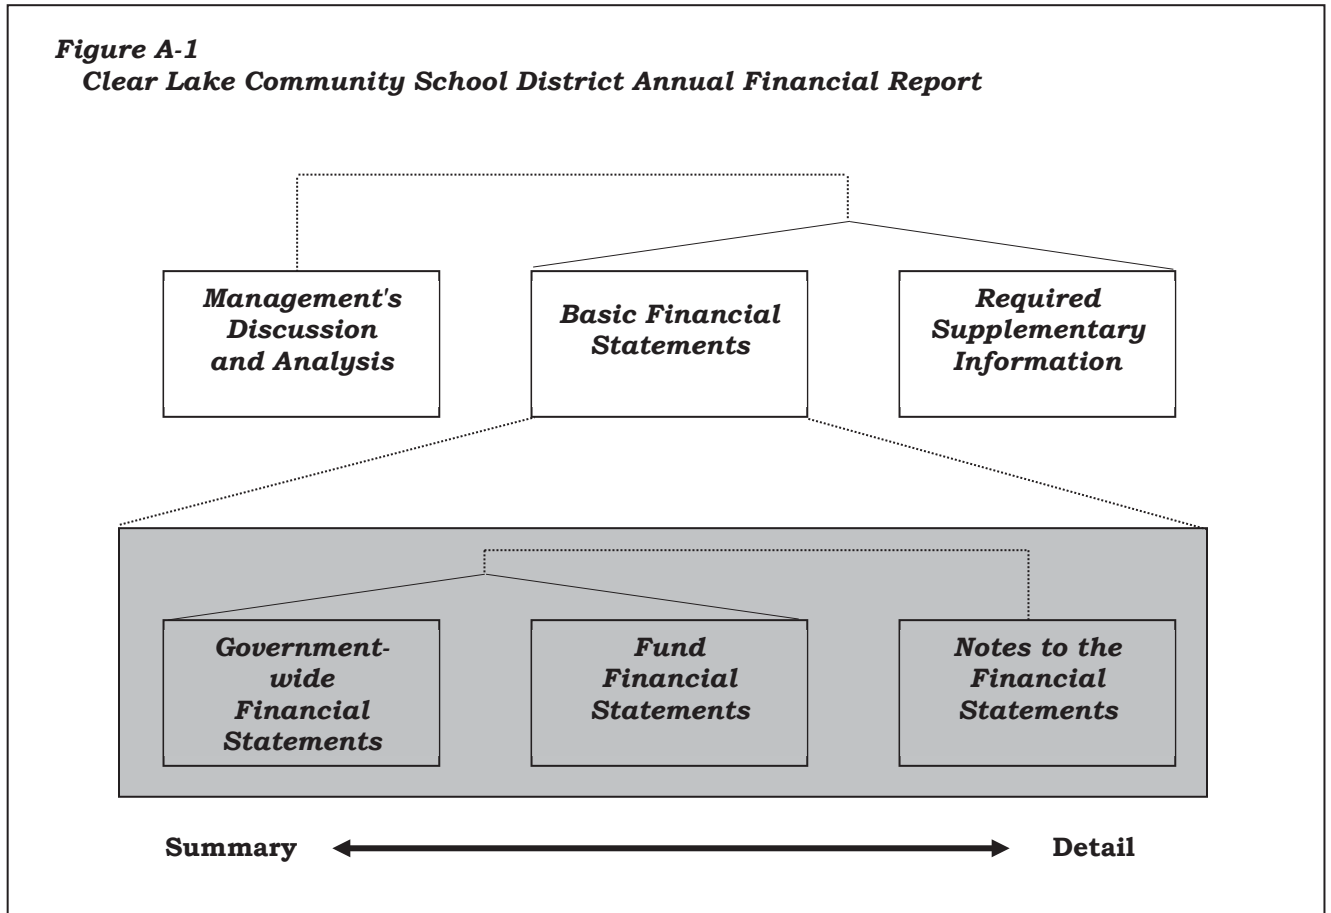 Figure A-1
Clear Lake Community School District Annual Financial Report
Management's
Discussion
and Analysis
Basic Financial
Statements
Required
Supplementary
Information
Government-
wide
Financial
Statements
Fund
Financial
Statements
Notes to the
Financial
Statements
Summary
Detail